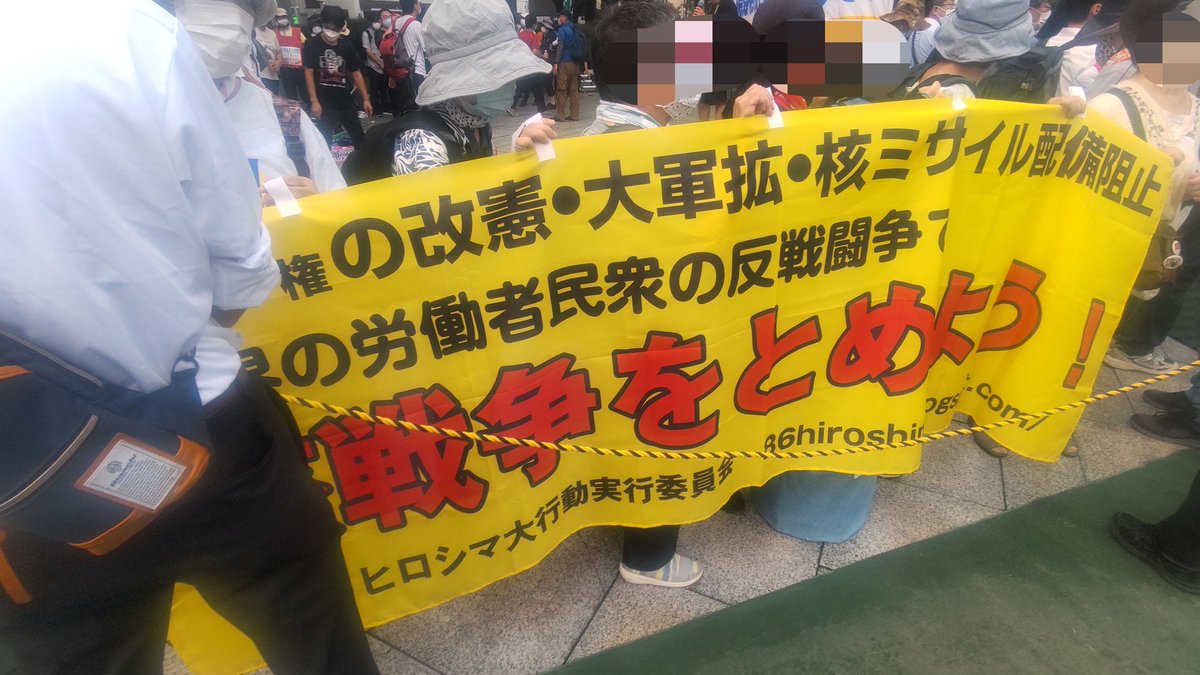 権の改憲・大軍拡・核ミサイル配備阻止
の労働者民衆の反戦闘争で
戦争をとめよう！
86hiroshima
.com/
ヒロシマ大行動実行委員会